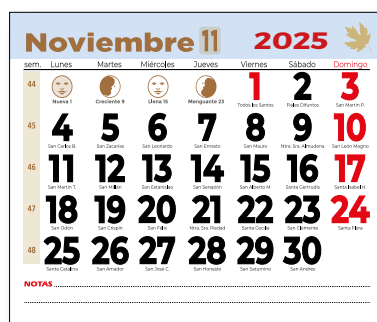 Noviembre 11 2025
sem. Lunes Martes Miércoles Jueves Viernes Sábado Domingo
44 1 2 3
Nueva 1 Creciente 9 Llena 15 Menguante 23 Todos los Santos Fieles Difuntos San Martín P.
45 4 5 6 7 8 9 10
San Carlos B. San Zacarías San Leonardo San Ernesto San Mauro Ntra. Sra. Almudena San León Magno
46 11 12 13 14 15 16 17
San Martín T. San Millán San Estanislao San Serapión San Alberto M. Santa Gertrudis Santa Isabel H.
47 18 19 20 21 22 23 24
San Odón San Crispín San Félix Ntra. Sra. Piedad Santa Cecilia San Clemente Santa Flora
48 25 26 27 28 29 30
Santa Catalina San Amador San José C. San Honesto San Saturnino San Andrés
NOTAS